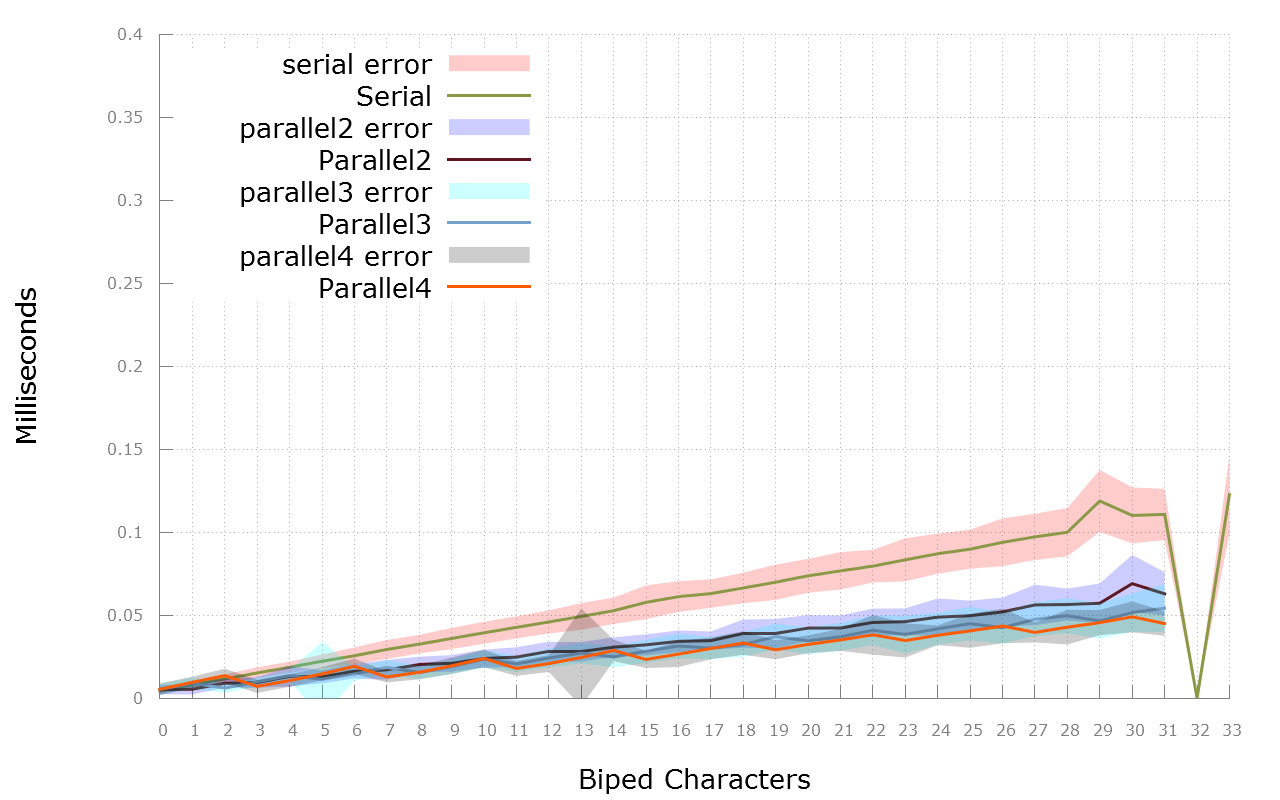 0.4
0.35
0.3
0.25
0.2
0.15
0.1
0.05
0
Milliseconds
serial error
Serial
parallel2 error
Parallel2
parallel3 error
Parallel3
parallel4 error
Parallel4
0 1 2 3 4 5 6 7 8 9 10 11 12 13 14 15 16 17 18 19 20 21 22 23 24 25 26 27 28 29 30 31 32 33
Biped Characters